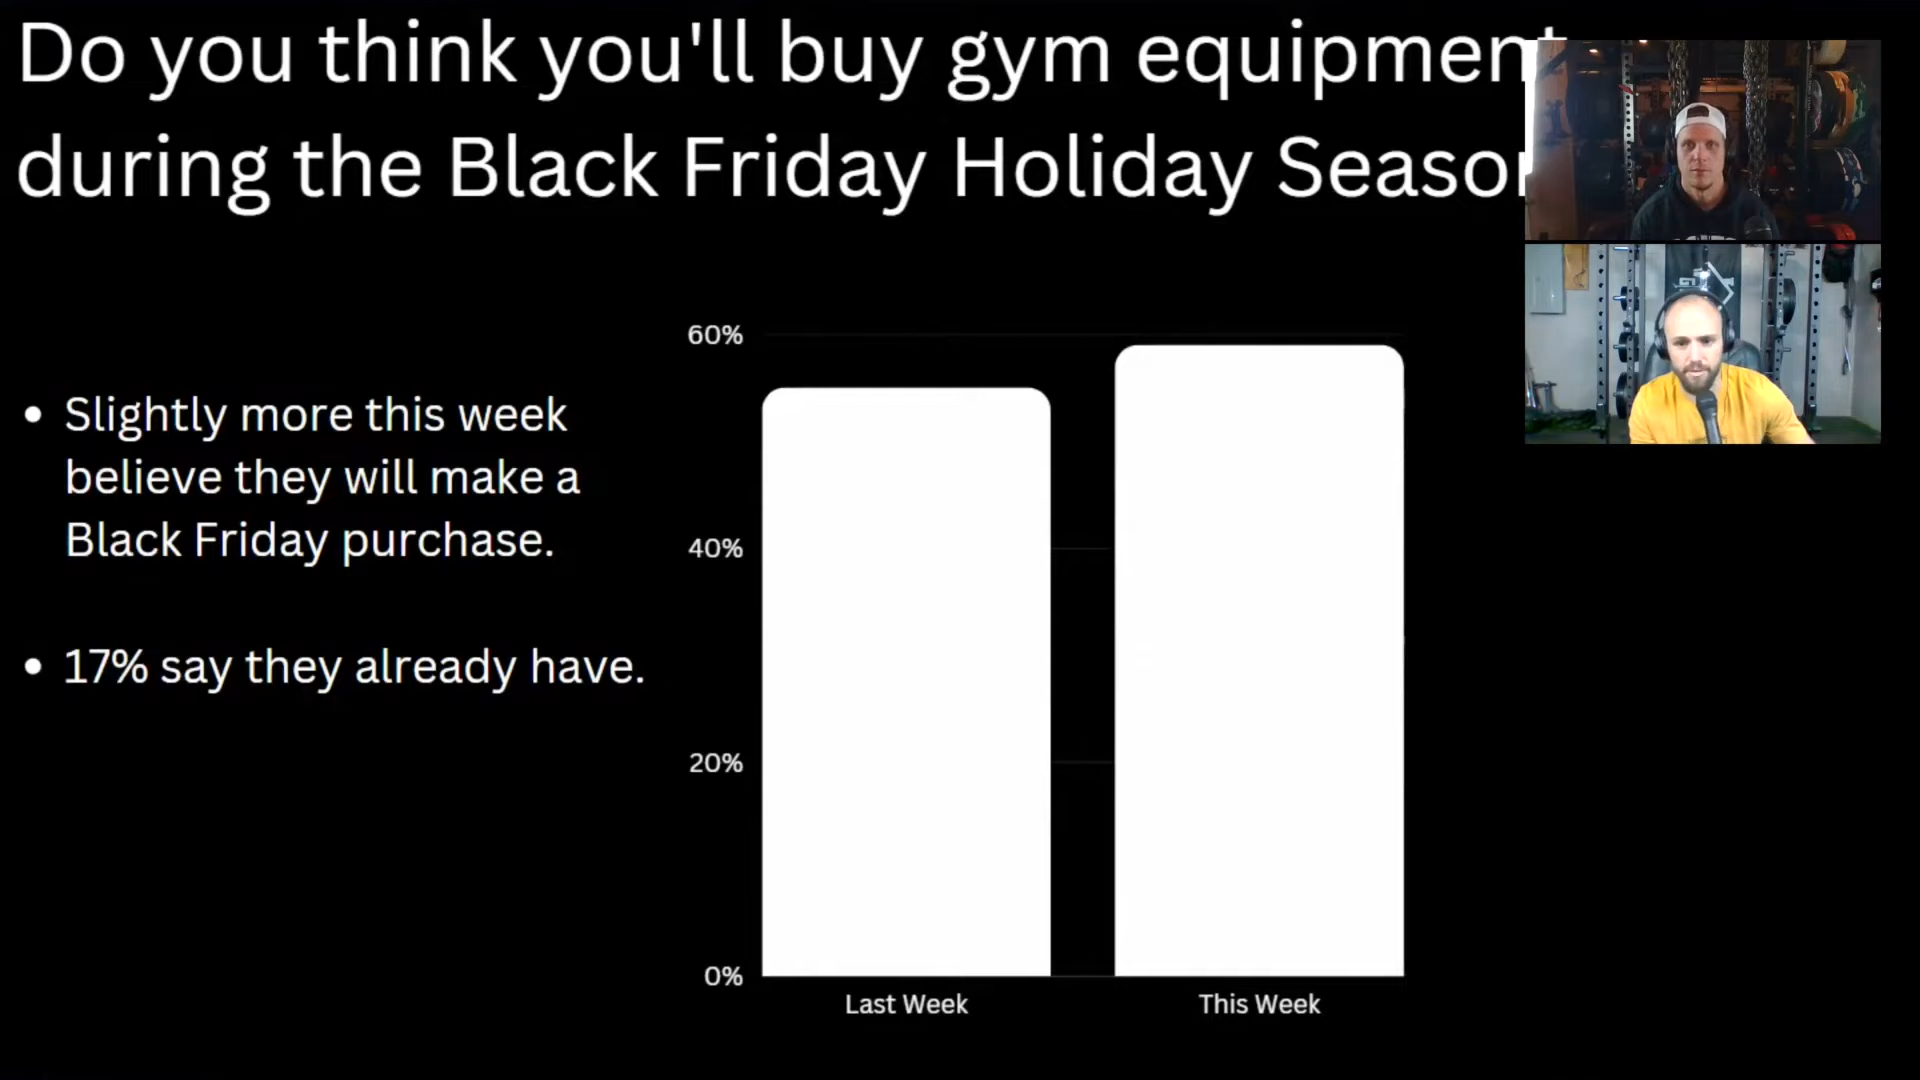 Do you think you'll buy gym equipment
during the Black Friday Holiday Season
• Slightly more this week
believe they will make a
Black Friday purchase.
• 17% say they already have.
60%
40%
20%
0%
Last Week
This Week